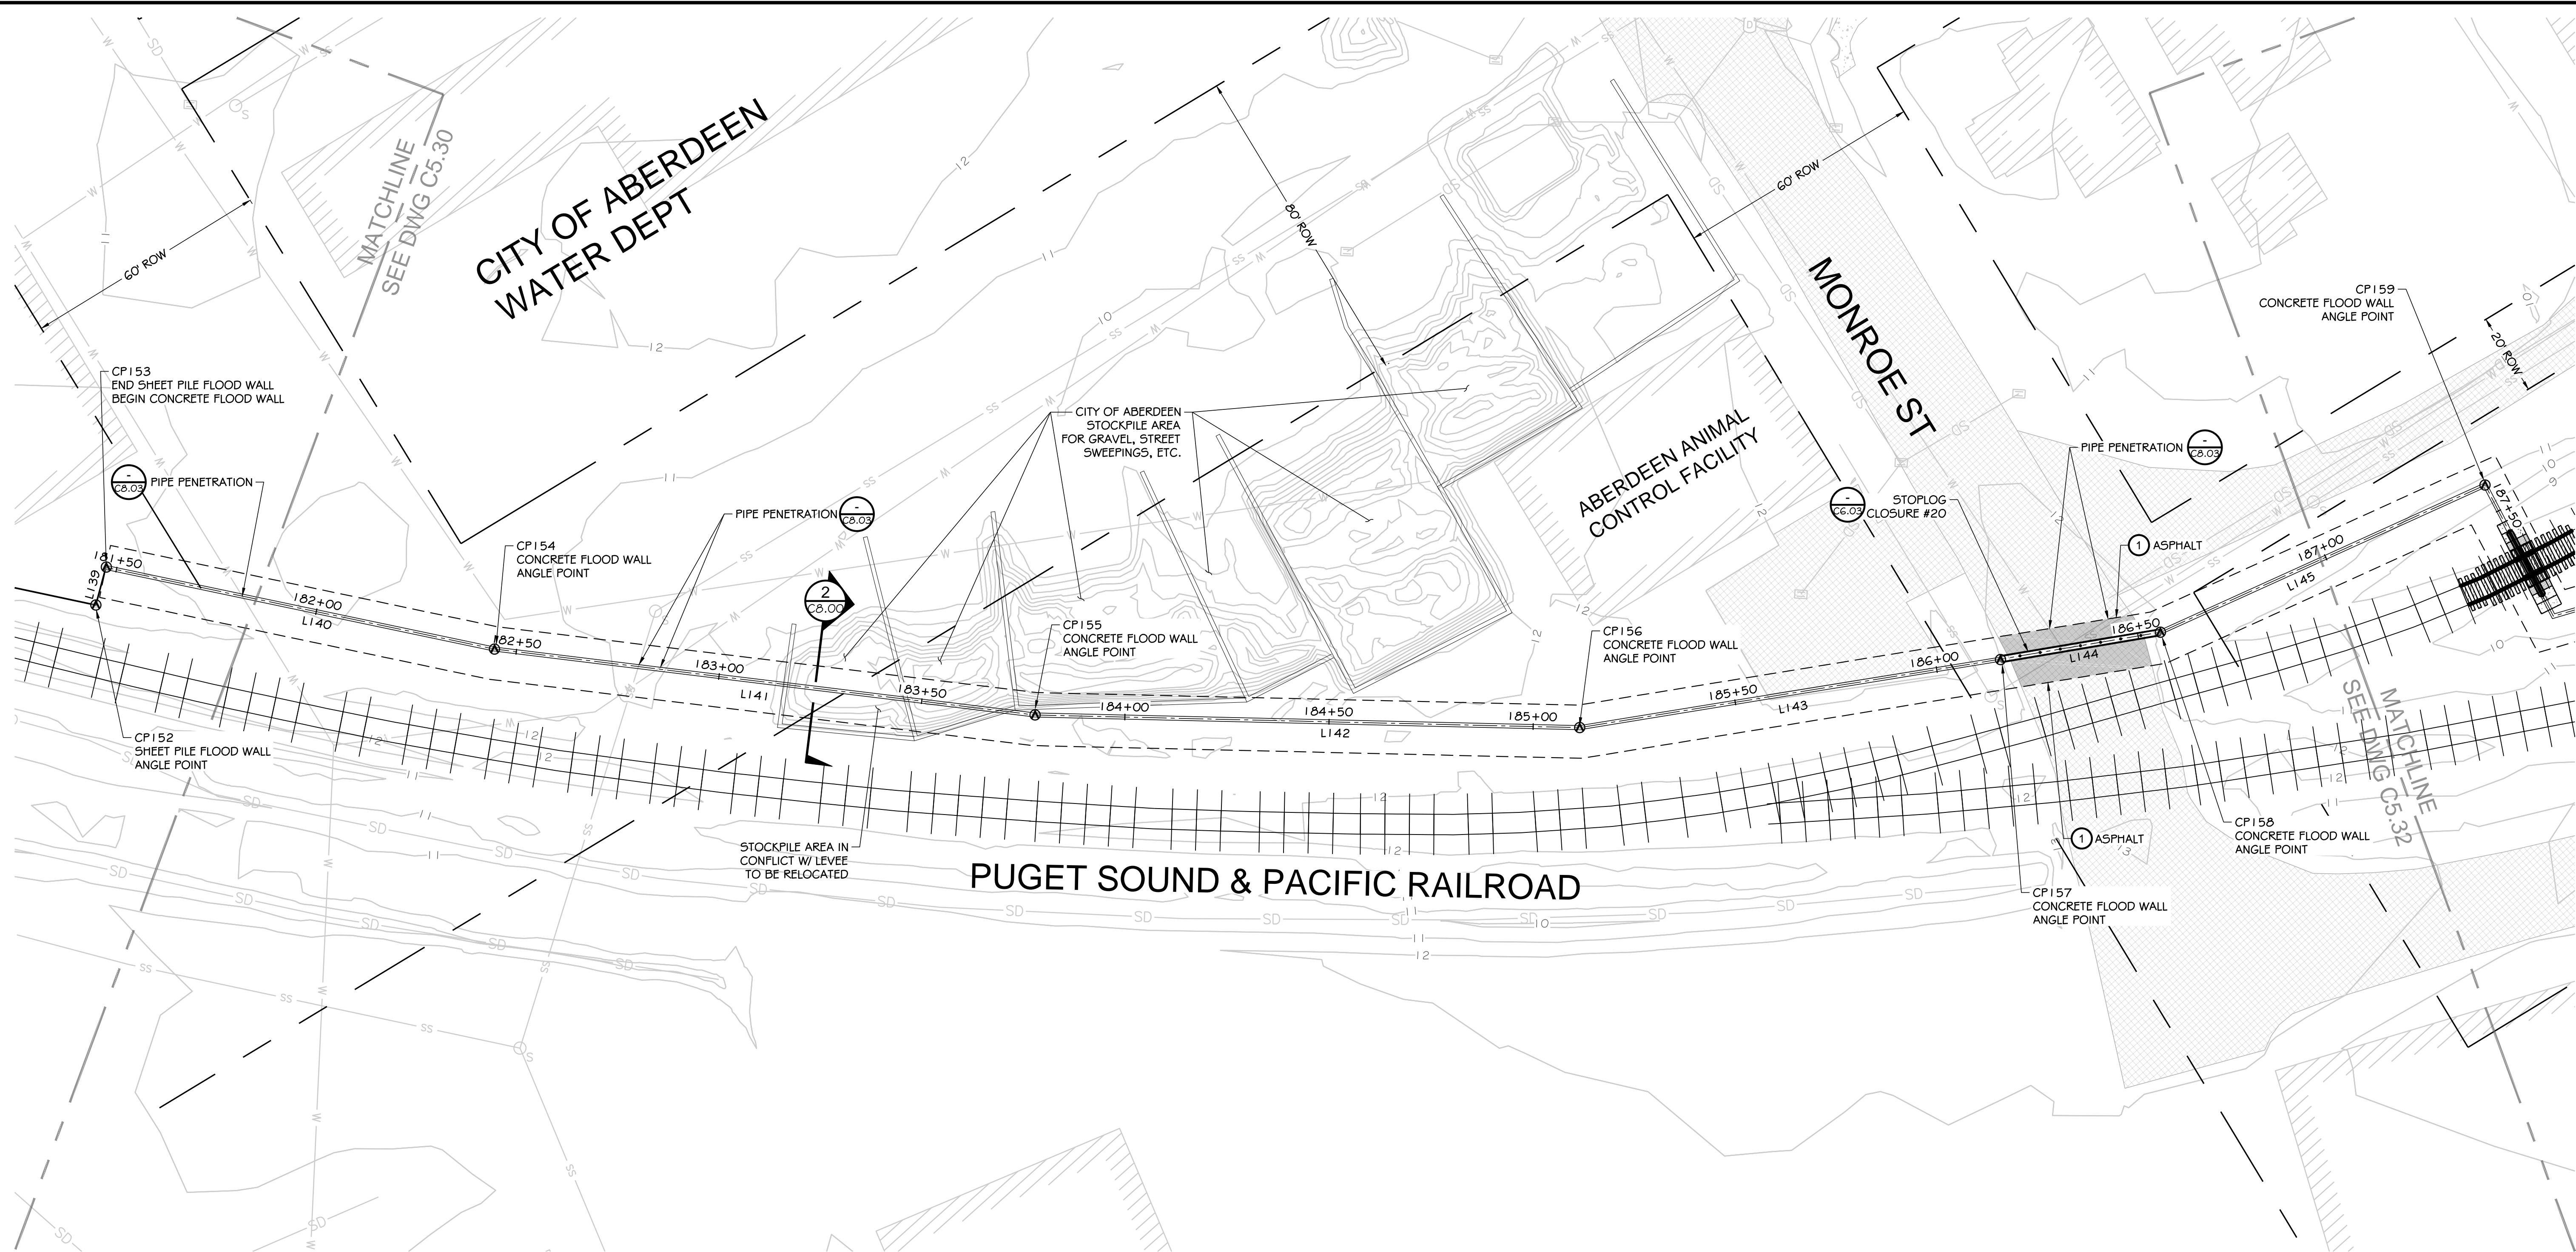 MATCHLINE
SEE DWG C5.30
CITY OF ABERDEEN
WATER DEPT
60' ROW
80' ROW
60' ROW
20' ROW
MONROE ST
CP159
CONCRETE FLOOD WALL
ANGLE POINT
CP153
END SHEET PILE FLOOD WALL
BEGIN CONCRETE FLOOD WALL
CITY OF ABERDEEN
STOCKPILE AREA
FOR GRAVEL, STREET
SWEEPINGS, ETC.
ABERDEEN ANIMAL
CONTROL FACILITY
-
C8.03
PIPE PENETRATION
PIPE PENETRATION
-
C8.03
PIPE PENETRATION
-
C8.03
-
C6.03
STOPLOG
CLOSURE #20
1 ASPHALT
CP154
CONCRETE FLOOD WALL
ANGLE POINT
2
C8.00
CP155
CONCRETE FLOOD WALL
ANGLE POINT
CP156
CONCRETE FLOOD WALL
ANGLE POINT
181+50
L139
182+00
L140
182+50
183+00
L141
183+50
184+00
184+50
L142
185+00
185+50
L143
186+00
186+50
L144
187+00
L145
187+50
CP152
SHEET PILE FLOOD WALL
ANGLE POINT
STOCKPILE AREA IN
CONFLICT W/ LEVEE
TO BE RELOCATED
PUGET SOUND & PACIFIC RAILROAD
1 ASPHALT
CP158
CONCRETE FLOOD WALL
ANGLE POINT
CP157
CONCRETE FLOOD WALL
ANGLE POINT
MATCHLINE
SEE DWG C5.32